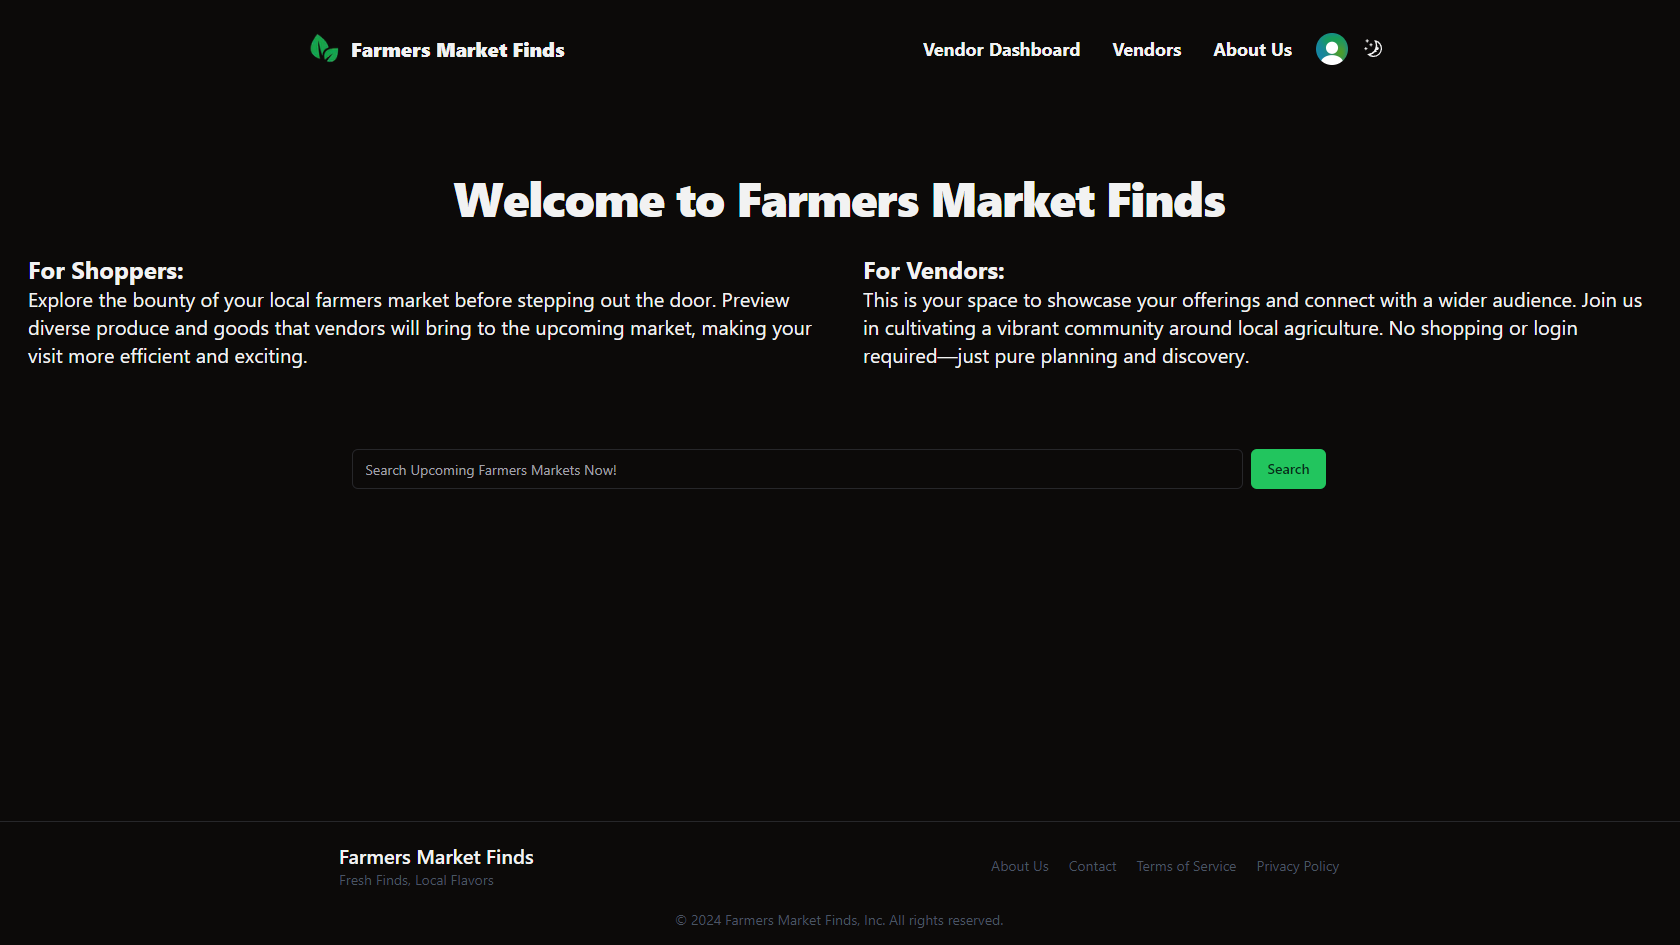 Farmers Market Finds
Vendor Dashboard
Vendors
About Us
Welcome to Farmers Market Finds
For Shoppers:
Explore the bounty of your local farmers market before stepping out the door. Preview
diverse produce and goods that vendors will bring to the upcoming market, making your
visit more efficient and exciting.
For Vendors:
This is your space to showcase your offerings and connect with a wider audience. Join us
in cultivating a vibrant community around local agriculture. No shopping or login
required—just pure planning and discovery.
Search Upcoming Farmers Markets Now!
Search
Farmers Market Finds
Fresh Finds, Local Flavors
About Us
Contact
Terms of Service
Privacy Policy
© 2024 Farmers Market Finds, Inc. All rights reserved.